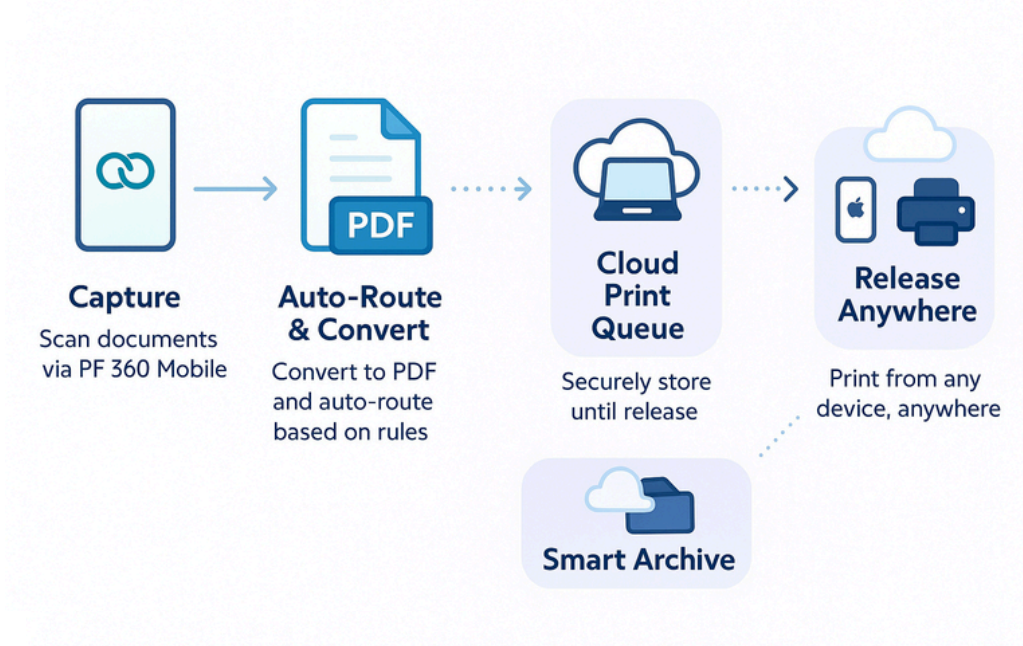 Capture
Scan documents
via PF 360 Mobile
PDF
Auto-Route
& Convert
Convert to PDF
and auto-route
based on rules
Cloud
Print
Queue
Securely store
until release
Release
Anywhere
Print from any
device, anywhere
Smart Archive